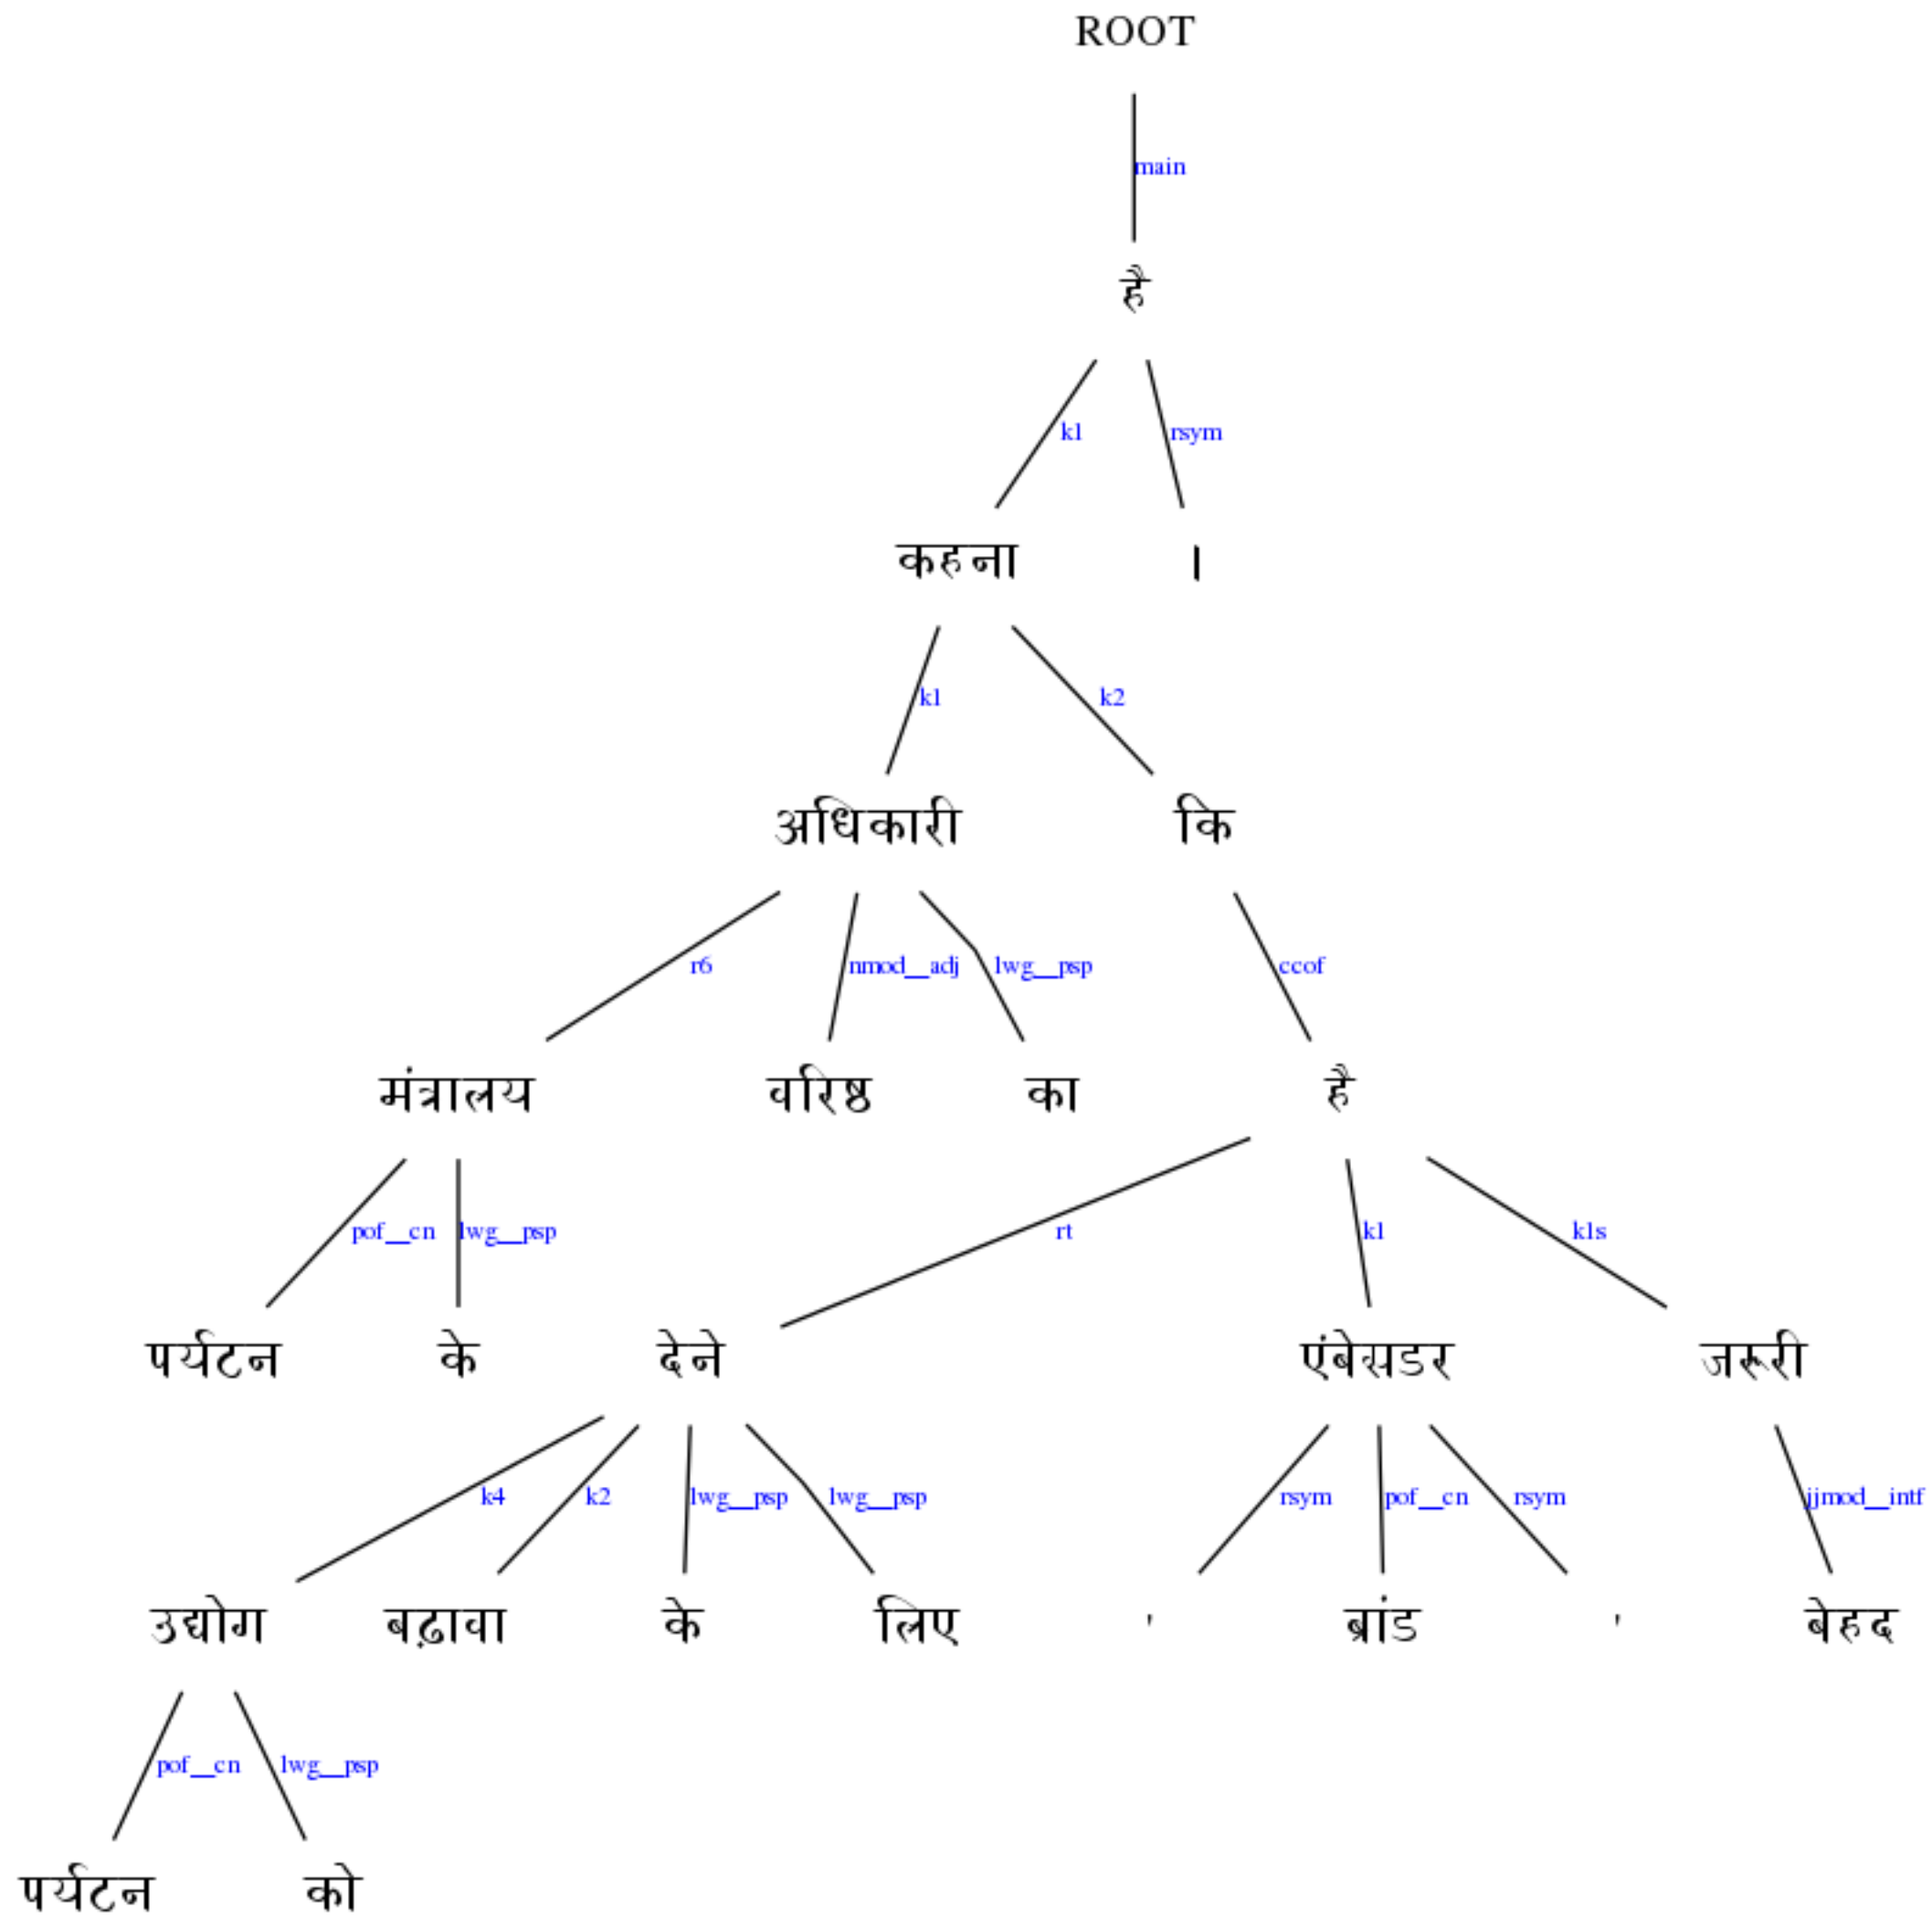 ROOT
main
है
k1 rsym
कहना ।
k1 k2
अधिकारी कि
r6 nmod__adj lwg__psp ccof
मंत्रालय वरिष्ठ का है
pof__cn lwg__psp rt k1 k1s
पर्यटन के देने एंबेसडर जरूरी
k4 k2 lwg__psp lwg__psp rsym pof__cn rsym jjmod__intf
उद्योग बढ़ावा के लिए ' ब्रांड ' बेहद
pof__cn lwg__psp
पर्यटन को